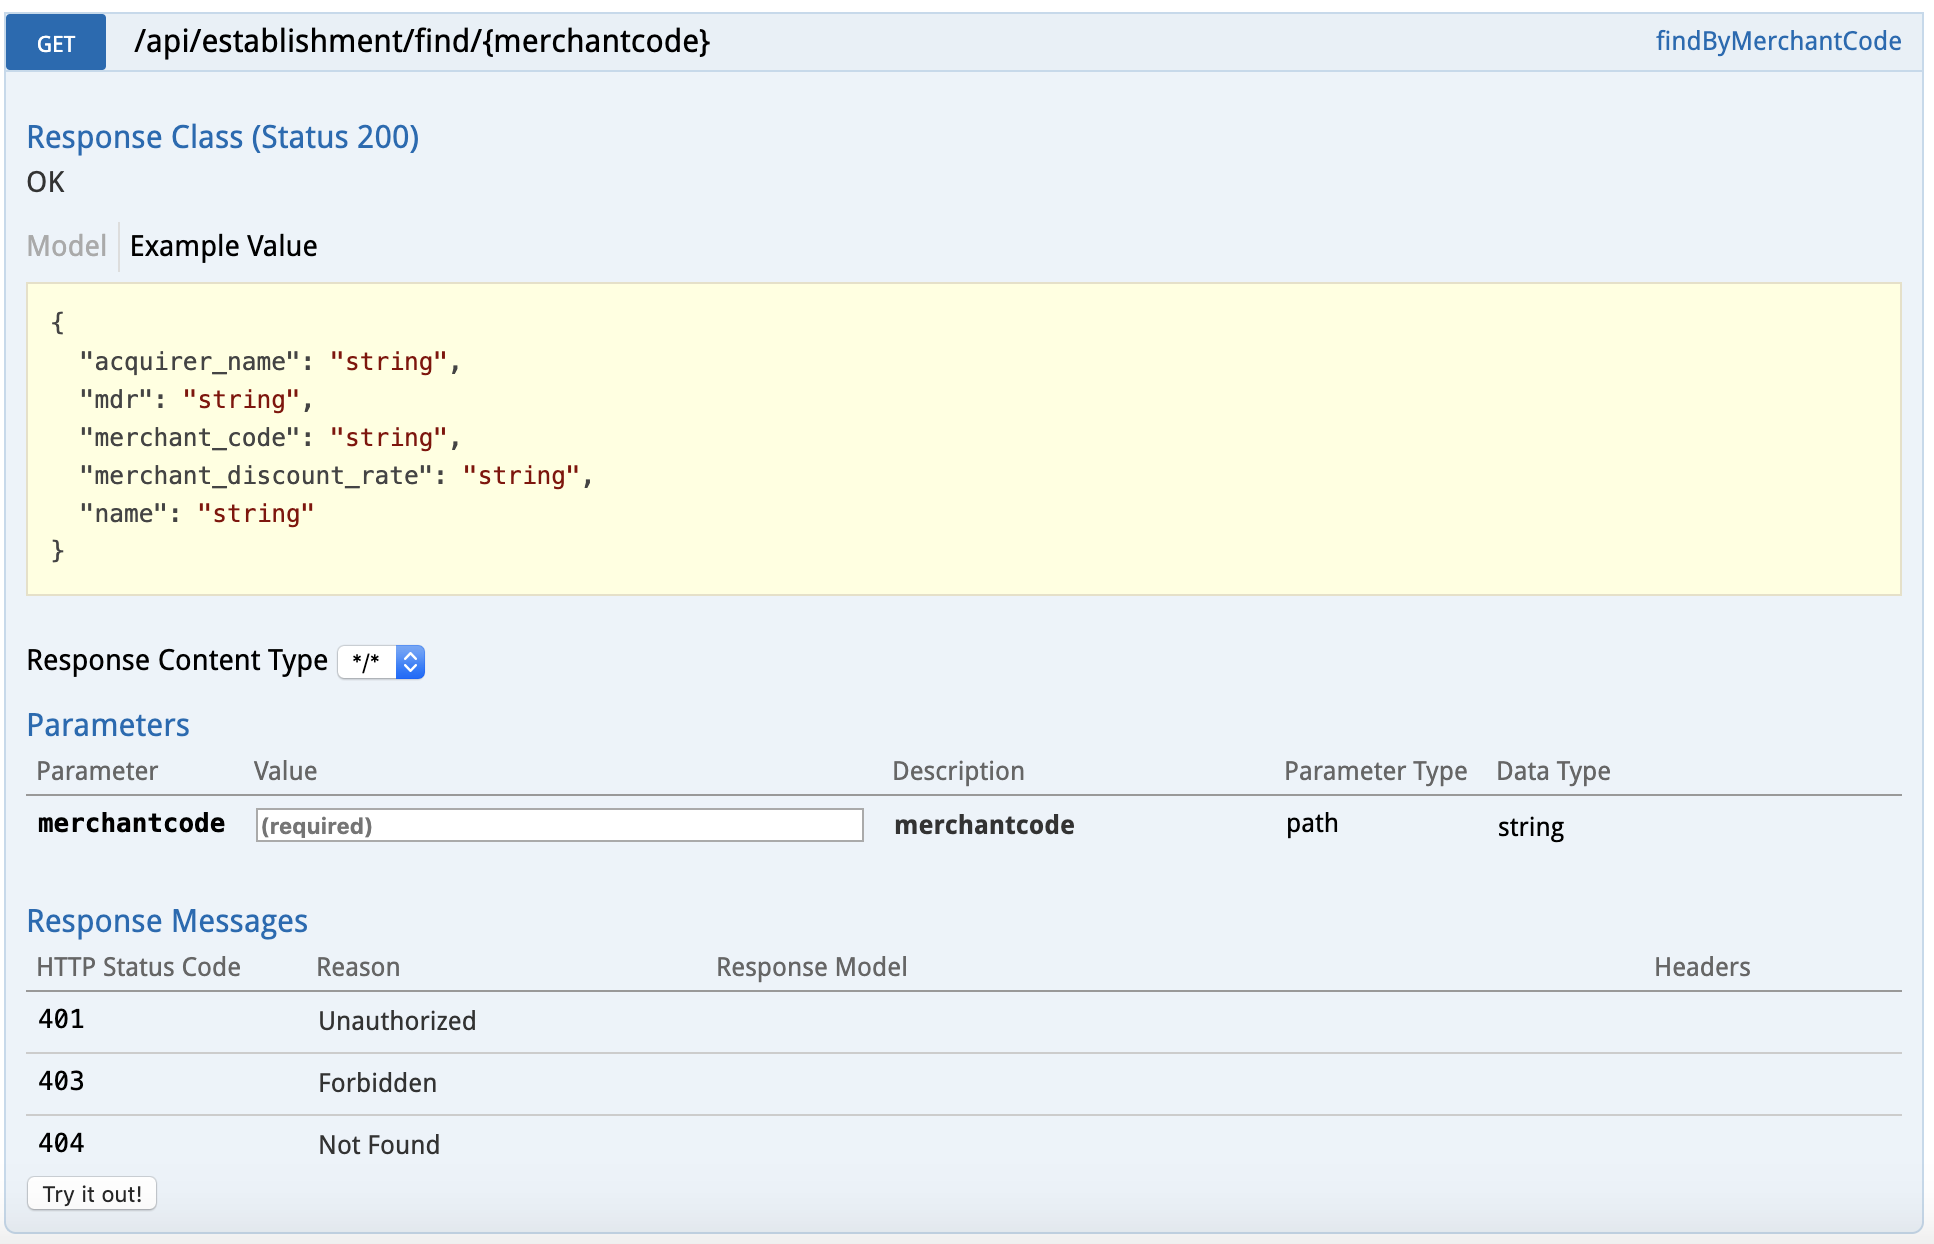 GET /api/establishment/find/{merchantcode} findByMerchantCode
Response Class (Status 200)
OK
Model Example Value
{
"acquirer_name": "string",
"mdr": "string",
"merchant_code": "string",
"merchant_discount_rate": "string",
"name": "string"
}
Response Content Type */*
Parameters
Parameter Value Description Parameter Type Data Type
merchantcode (required) merchantcode path string
Response Messages
HTTP Status Code Reason Response Model Headers
401 Unauthorized
403 Forbidden
404 Not Found
Try it out!